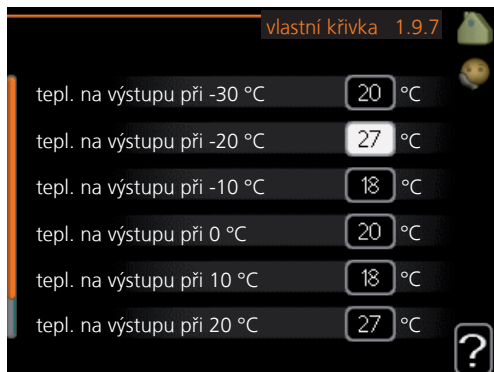 vlastní křivka 1.9.7
tepl. na výstupu při -30 °C 20 °C
tepl. na výstupu při -20 °C 27 °C
tepl. na výstupu při -10 °C 18 °C
tepl. na výstupu při 0 °C 20 °C
tepl. na výstupu při 10 °C 18 °C
tepl. na výstupu při 20 °C 27 °C
?